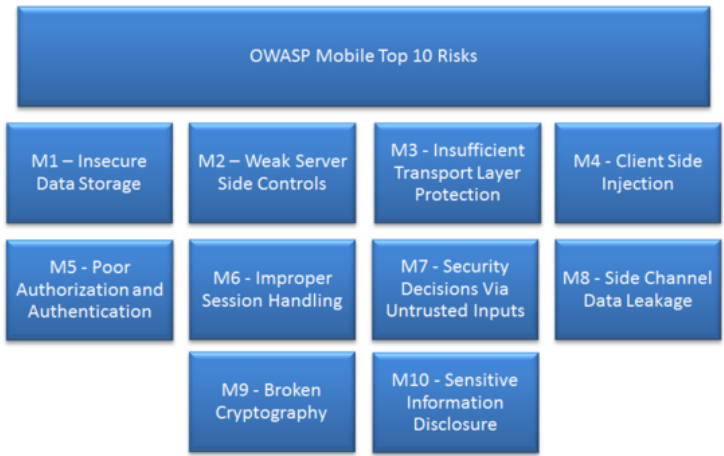 OWASP Mobile Top 10 Risks
M1 – Insecure
Data Storage
M2 – Weak Server
Side Controls
M3 - Insufficient
Transport Layer
Protection
M4 - Client Side
Injection
M5 - Poor
Authorization and
Authentication
M6 - Improper
Session Handling
M7 - Security
Decisions Via
Untrusted Inputs
M8 - Side Channel
Data Leakage
M9 - Broken
Cryptography
M10 - Sensitive
Information
Disclosure